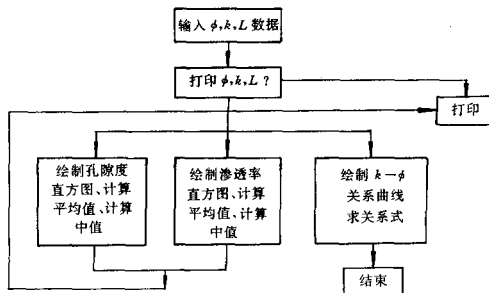 输入 ϕ,k,L 数据
打印 ϕ,k,L ?
打印
绘制孔隙度
直方图、计算
平均值、计算
中值
绘制渗透率
直方图、计算
平均值、计算
中值
绘制 k—ϕ
关系曲线
求关系式
结束